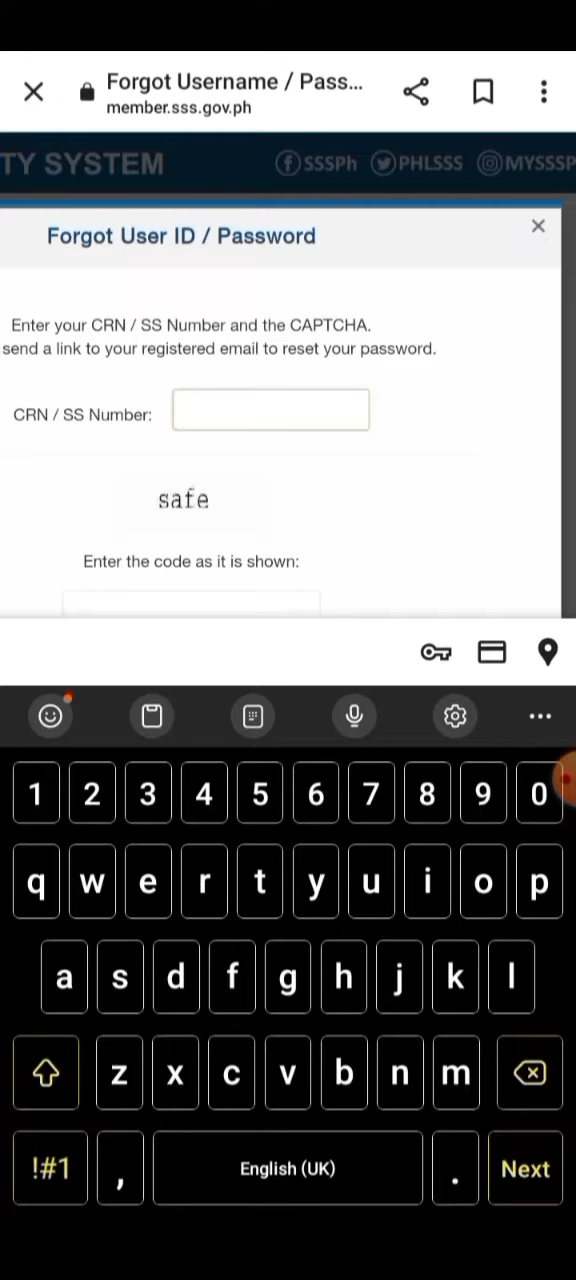 Forgot Username / Pass...
member.sss.gov.ph
TY SYSTEM SSSPh PHLSSS MYSSSP
Forgot User ID / Password
Enter your CRN / SS Number and the CAPTCHA.
send a link to your registered email to reset your password.
CRN / SS Number:
safe
Enter the code as it is shown:
1 2 3 4 5 6 7 8 9 0
q w e r t y u i o p
a s d f g h j k l
z x c v b n m
!#1 , English (UK) . Next